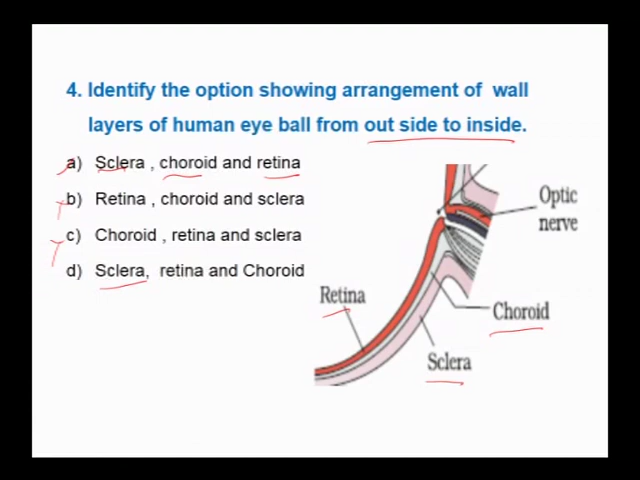 4. Identify the option showing arrangement of wall
layers of human eye ball from out side to inside.
a) Sclera , choroid and retina
b) Retina , choroid and sclera
c) Choroid , retina and sclera
d) Sclera, retina and Choroid
Optic
nerve
Retina
Choroid
Sclera